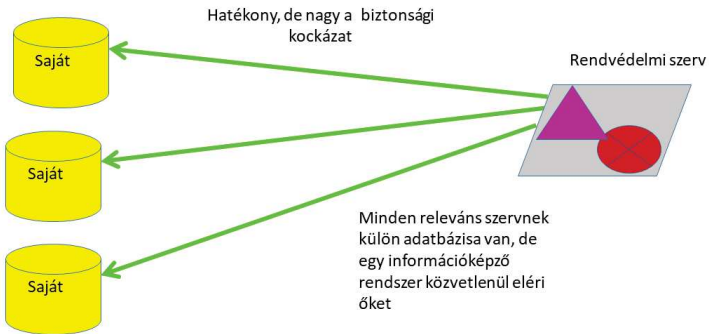 Hatékony, de nagy a biztonsági
kockázat
Saját
Rendvédelmi szerv
Saját
Minden releváns szervnek
külön adatbázisa van, de
egy információképző
rendszer közvetlenül eléri
őket
Saját